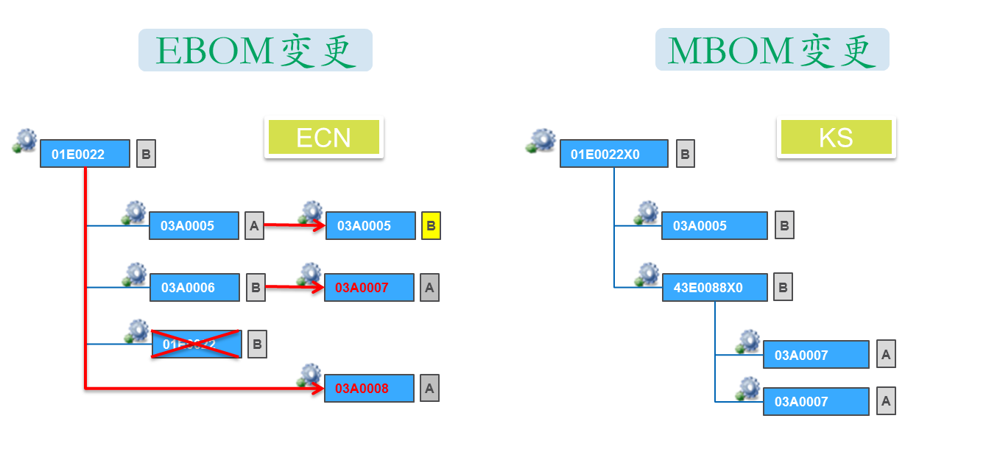 EBOM变更
ECN
01E0022 B
03A0005 A 03A0005 B
03A0006 B 03A0007 A
01E0022 B
03A0008 A
MBOM变更
KS
01E0022X0 B
03A0005 B
43E0088X0 B
03A0007 A
03A0007 A